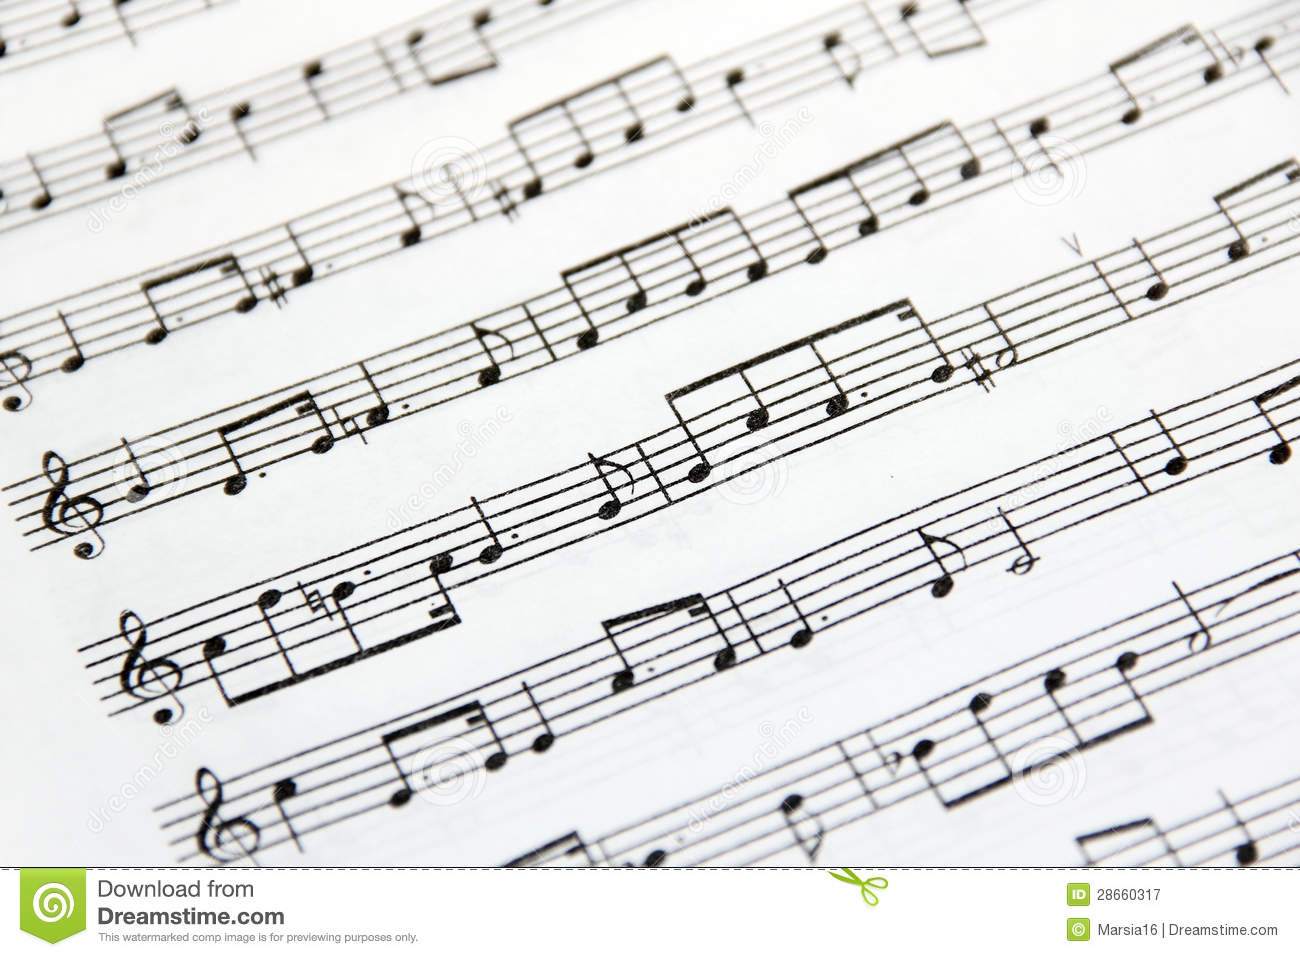 Download from
Dreamstime.com
This watermarked comp image is for previewing purposes only.
ID 28660317
© Marsia16 | Dreamstime.com